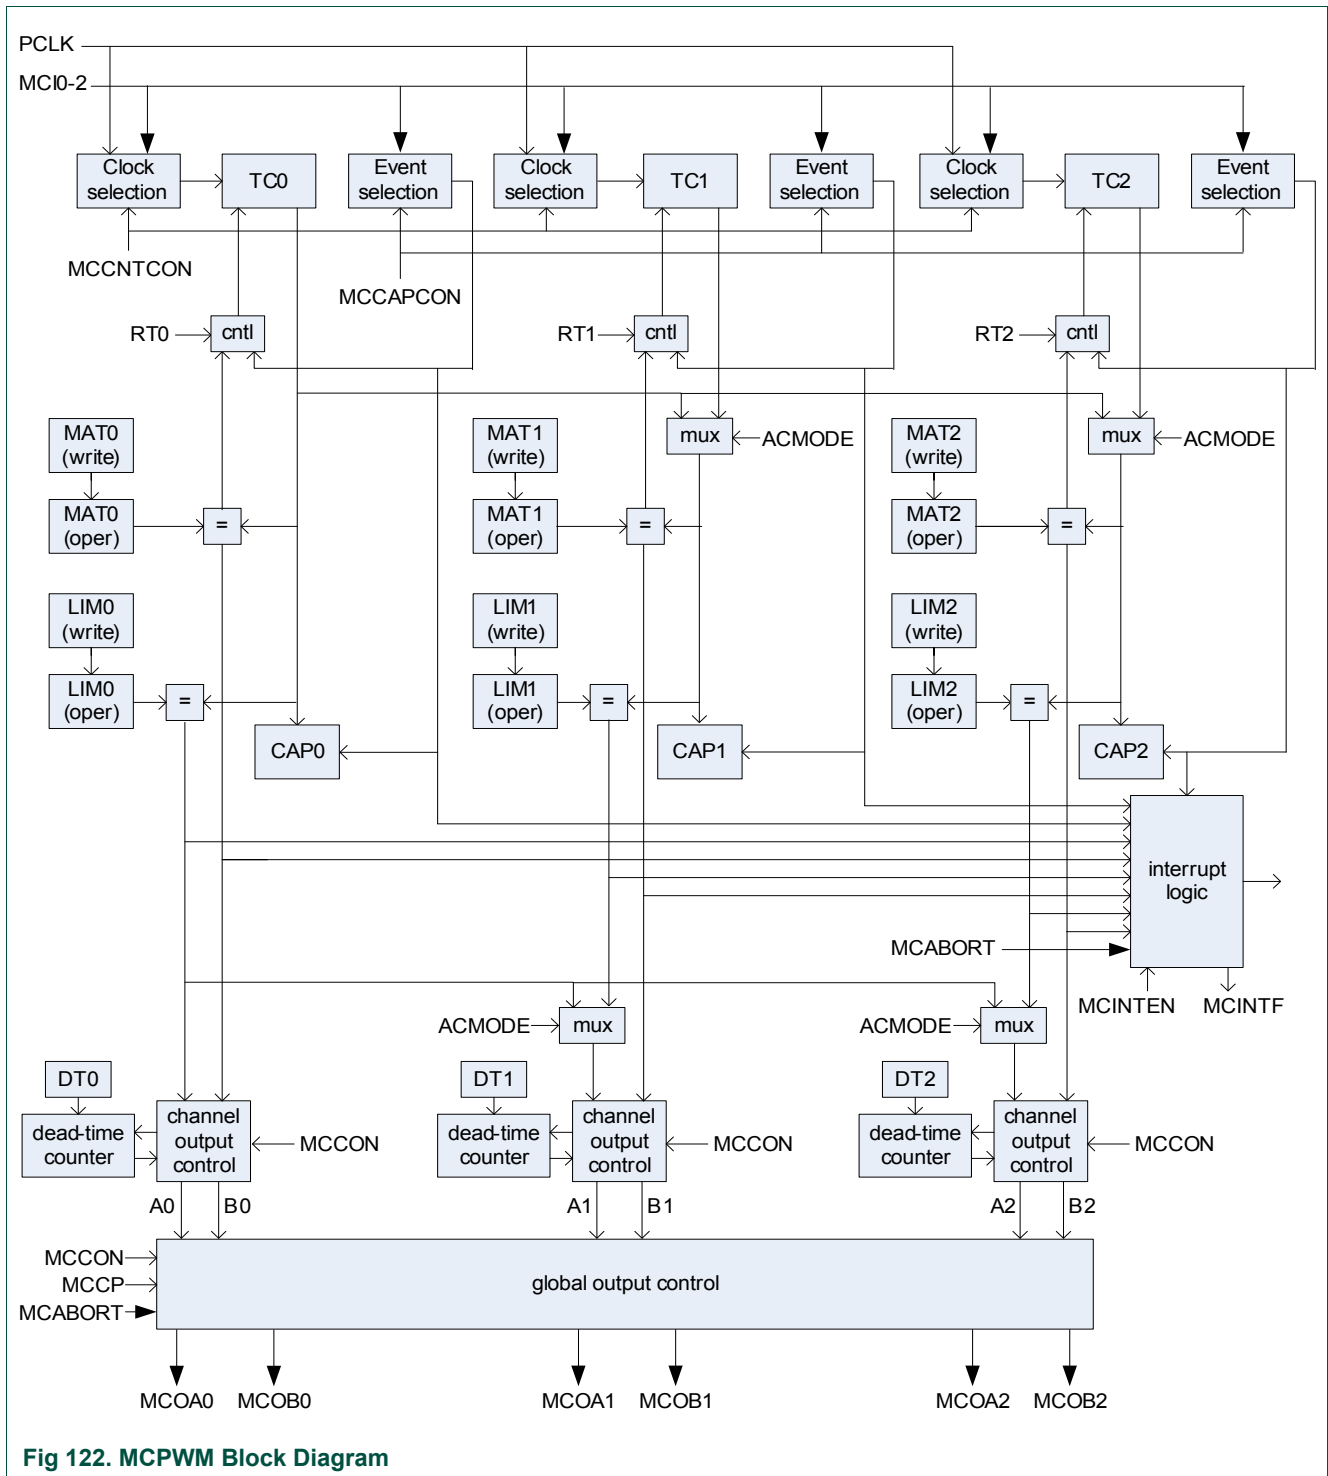 PCLK
MCI0-2
Clock
selection
TC0
Event
selection
Clock
selection
TC1
Event
selection
Clock
selection
TC2
Event
selection
MCCNTCON
MCCAPCON
RT0
cntl
RT1
cntl
RT2
cntl
MAT0
(write)
MAT1
(write)
mux
ACMODE
MAT2
(write)
mux
ACMODE
MAT0
(oper)
=
MAT1
(oper)
=
MAT2
(oper)
=
LIM0
(write)
LIM1
(write)
LIM2
(write)
LIM0
(oper)
=
LIM1
(oper)
=
LIM2
(oper)
=
CAP0
CAP1
CAP2
interrupt
logic
MCABORT
MCINTEN
MCINTF
ACMODE
mux
ACMODE
mux
DT0
DT1
DT2
dead-time
counter
channel
output
control
MCCON
dead-time
counter
channel
output
control
MCCON
dead-time
counter
channel
output
control
MCCON
A0
B0
A1
B1
A2
B2
MCCON
MCCP
MCABORT
global output control
MCOA0
MCOB0
MCOA1
MCOB1
MCOA2
MCOB2
Fig 122. MCPWM Block Diagram